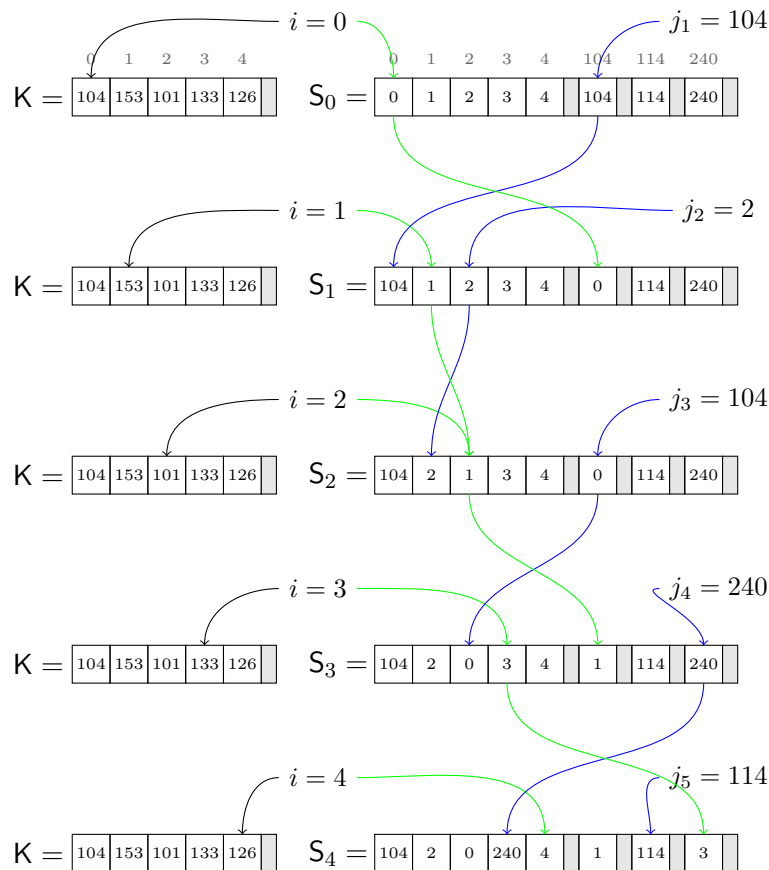 i = 0 j₁ = 104
0 1 2 3 4 0 1 2 3 4 104 114 240
K = 104 153 101 133 126 S₀ = 0 1 2 3 4 104 114 240
i = 1 j₂ = 2
K = 104 153 101 133 126 S₁ = 104 1 2 3 4 0 114 240
i = 2 j₃ = 104
K = 104 153 101 133 126 S₂ = 104 2 1 3 4 0 114 240
i = 3 j₄ = 240
K = 104 153 101 133 126 S₃ = 104 2 0 3 4 1 114 240
i = 4 j₅ = 114
K = 104 153 101 133 126 S₄ = 104 2 0 240 4 1 114 3